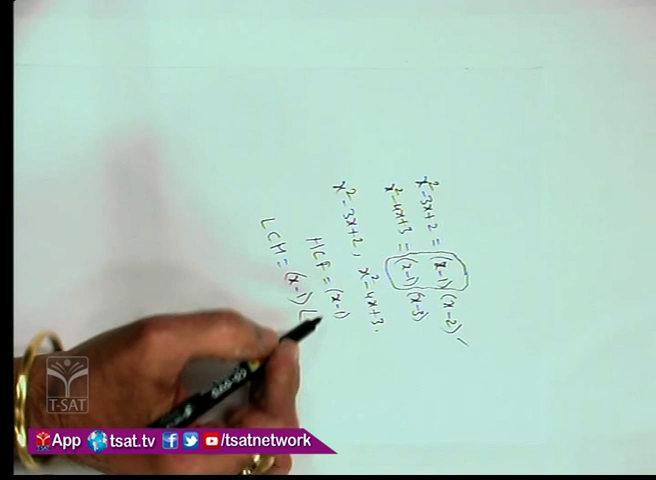 x²-3x+2 = (x-1) (x-2)
x²-4x+3 = (x-1) (x-3)
x²-3x+2, x²-4x+3.
HCF = (x-1)
LCM = (x-1) (
T-SAT
App tsat.tv /tsatnetwork